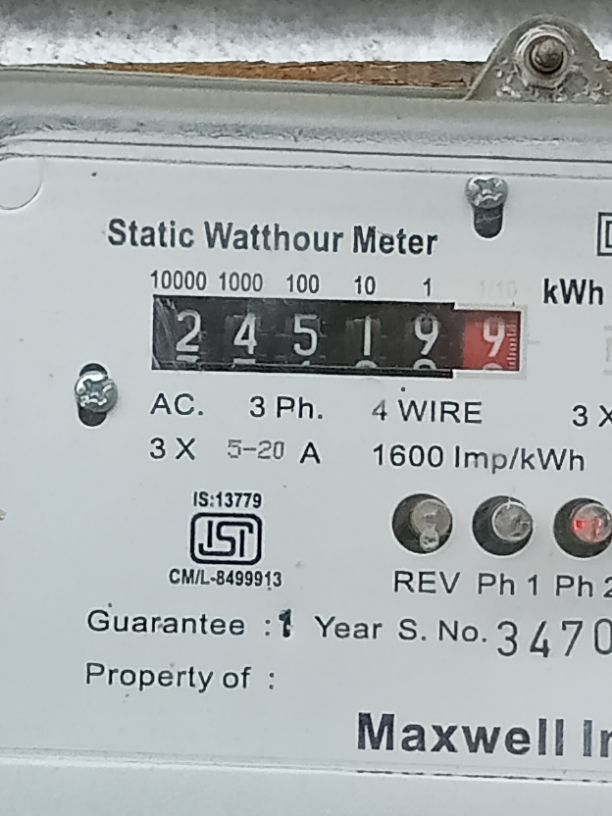 Static Watthour Meter
10000 1000 100 10 1 1/10 kWh
2 4 5 1 9 9
AC. 3 Ph. 4 WIRE 3 X
3 X 5-20 A 1600 Imp/kWh
IS:13779
ISI
CM/L-8499913
REV Ph 1 Ph 2
Guarantee : 1 Year S. No. 3470
Property of :
Maxwell